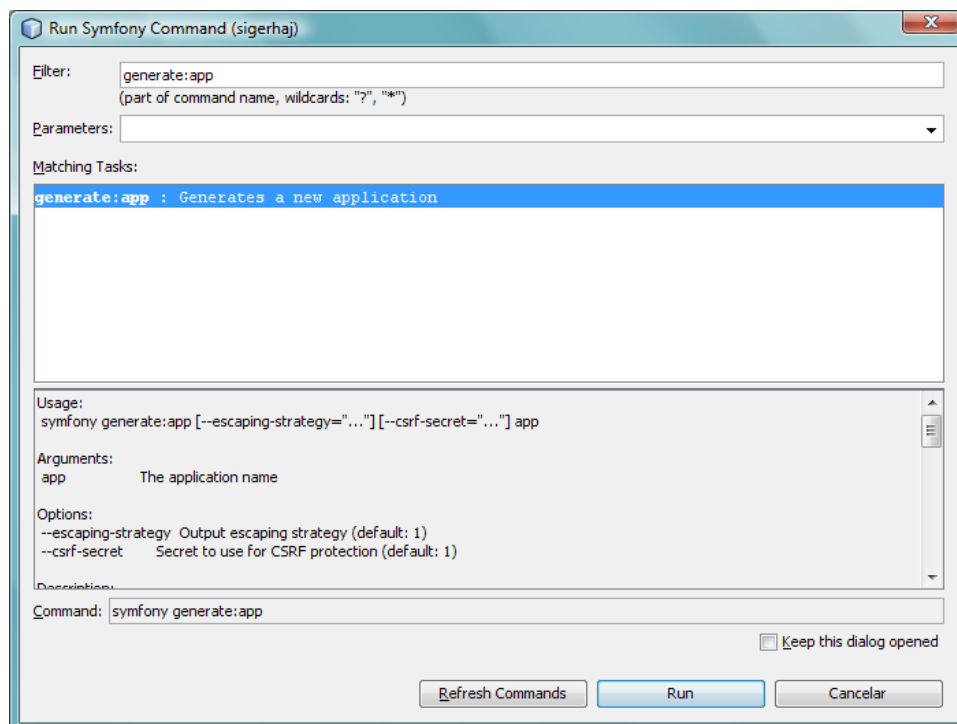 Run Symfony Command (sigerhaj)
Filter: generate:app
(part of command name, wildcards: "?", "*")
Parameters:
Matching Tasks:
generate:app : Generates a new application
Usage:
symfony generate:app [--escaping-strategy="..."] [--csrf-secret="..."] app
Arguments:
app The application name
Options:
--escaping-strategy Output escaping strategy (default: 1)
--csrf-secret Secret to use for CSRF protection (default: 1)
Description:
Command: symfony generate:app
Keep this dialog opened
Refresh Commands Run Cancelar